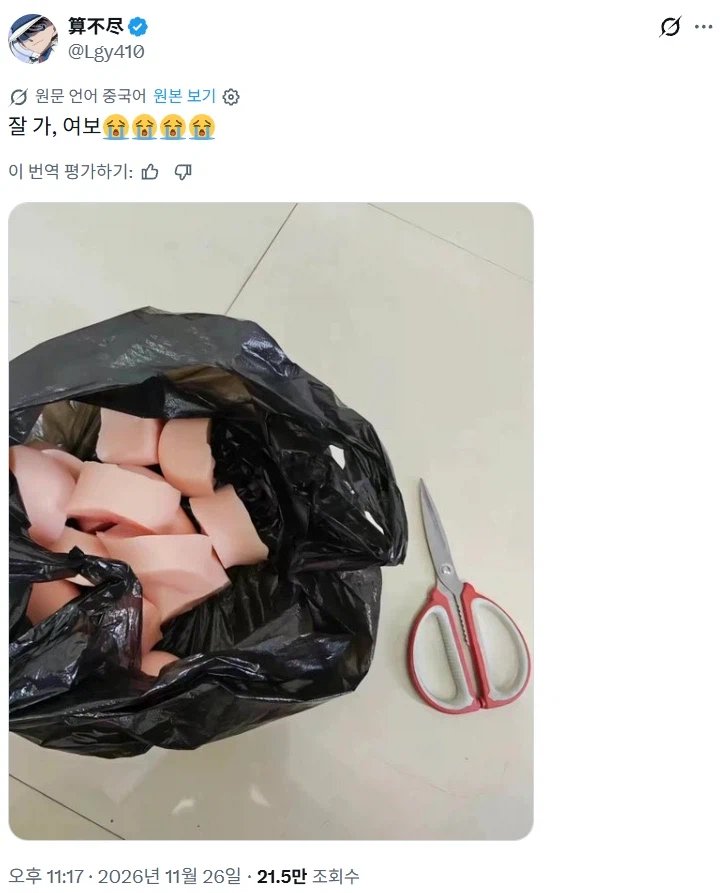 算不尽
@Lgy410
원문 언어 중국어 원본 보기
잘 가, 여보😭😭😭😭
이 번역 평가하기:
오후 11:17 · 2026년 11월 26일 · 21.5만 조회수